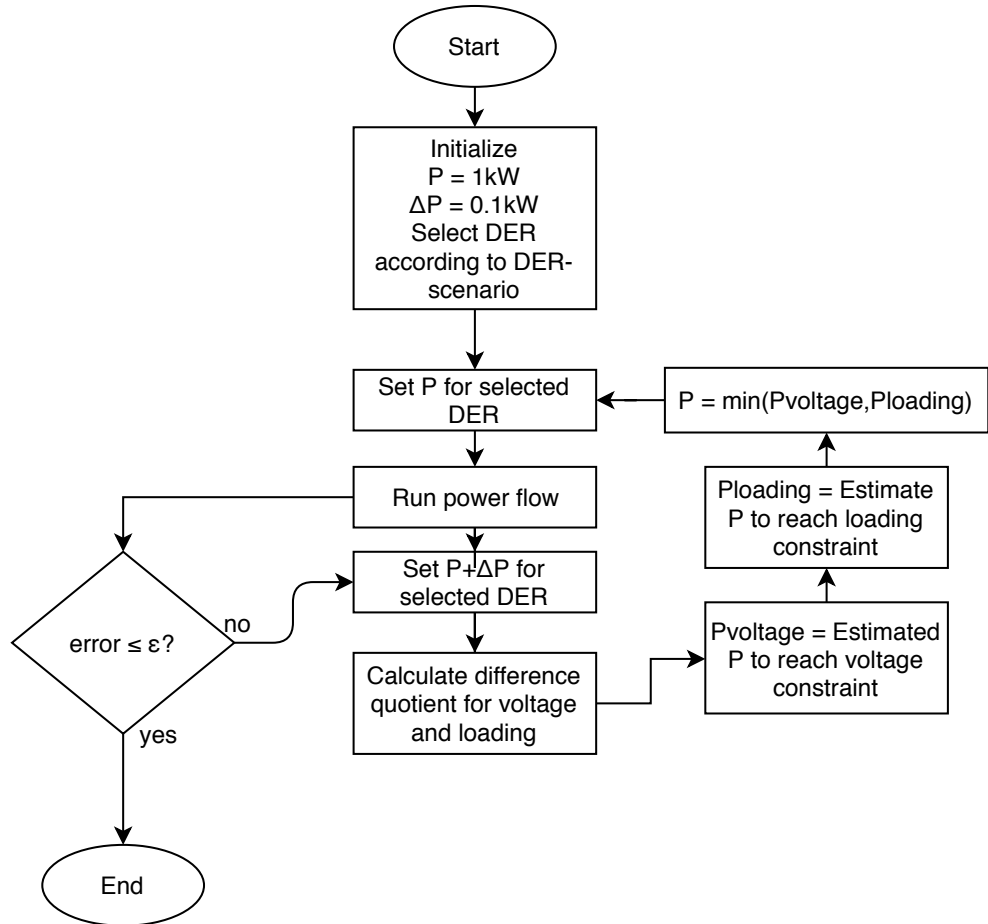 Start
Initialize
P = 1kW
ΔP = 0.1kW
Select DER
according to DER-
scenario
Set P for selected
DER
P = min(Pvoltage,Ploading)
Run power flow
Ploading = Estimate
P to reach loading
constraint
Set P+ΔP for
selected DER
error ≤ ε?
no
yes
Calculate difference
quotient for voltage
and loading
Pvoltage = Estimated
P to reach voltage
constraint
End